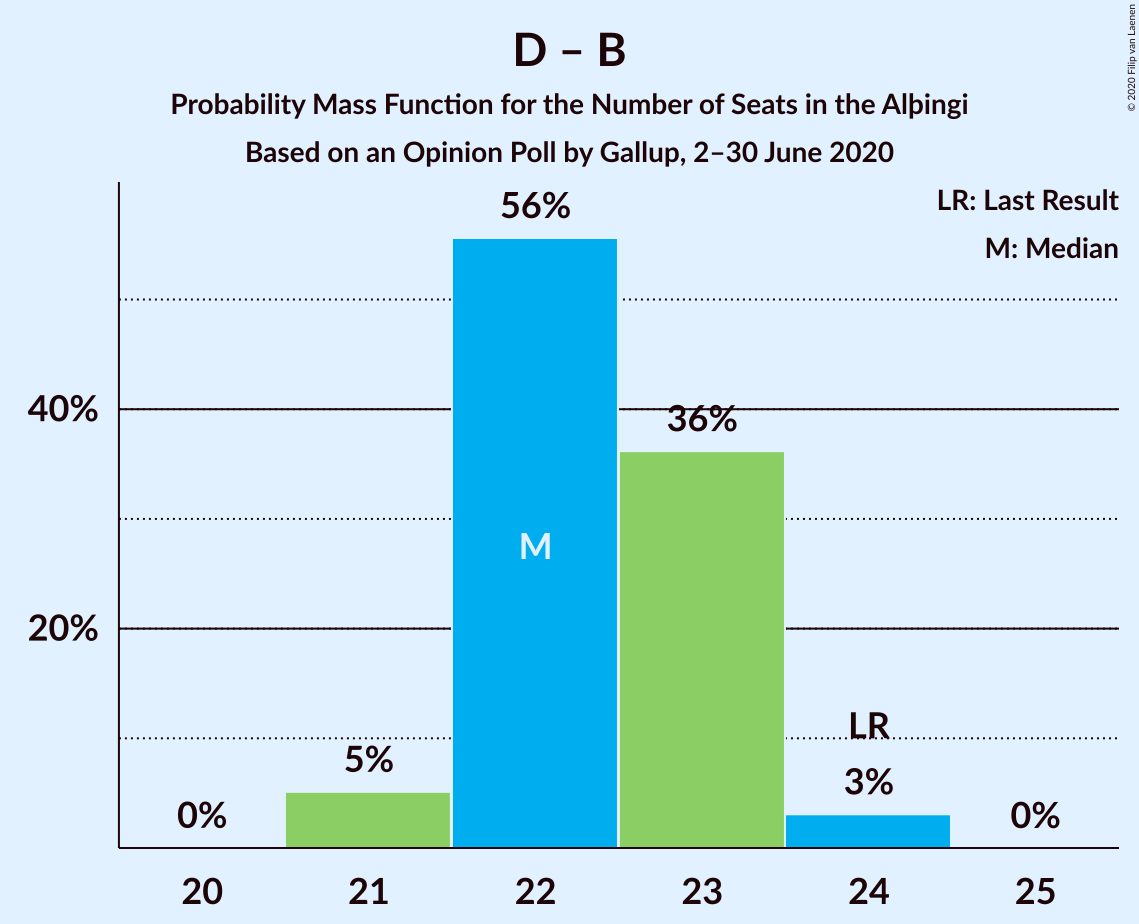 D – B
Probability Mass Function for the Number of Seats in the Alþingi
Based on an Opinion Poll by Gallup, 2–30 June 2020
© 2020 Filip van Laenen
LR: Last Result
M: Median
56%
40%
36%
M
20%
LR
5%
3%
0%
0%
20 21 22 23 24 25